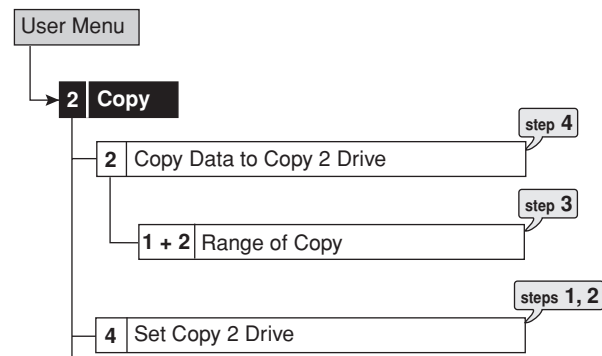 User Menu
2 Copy
step 4
2 Copy Data to Copy 2 Drive
step 3
1 + 2 Range of Copy
steps 1, 2
4 Set Copy 2 Drive